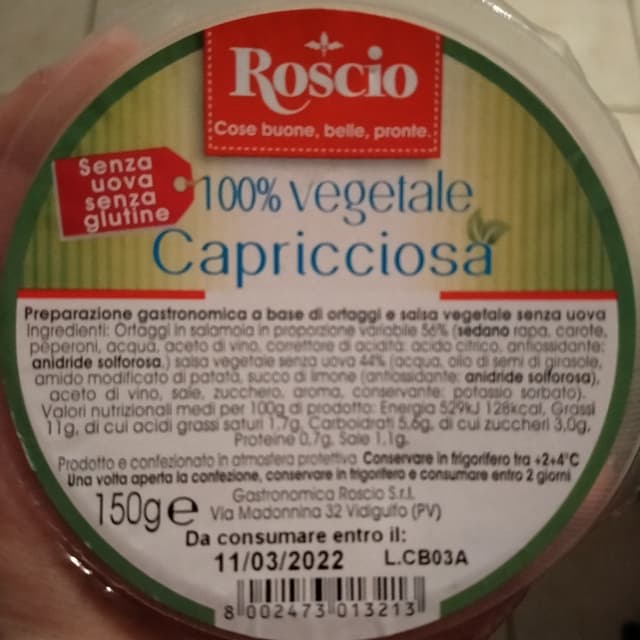 Roscio
Cose buone, belle, pronte.
Senza
uova
senza
glutine
100% vegetale
Capricciosa
Preparazione gastronomica a base di ortaggi e salsa vegetale senza uova
Ingredienti: Ortaggi in salamoia in proporzione variabile 56% (sedano rapa, carote,
peperoni, acqua, aceto di vino, correttore di acidità: acido citrico, antiossidante:
anidride solforosa.) salsa vegetale senza uova 44% (acqua, olio di semi di girasole,
amido modificato di patata, succo di limone (antiossidante: anidride solforosa),
aceto di vino, sale, zucchero, aroma, conservante: potassio sorbato).
Valori nutrizionali medi per 100g di prodotto: Energia 529kJ 128kcal, Grassi
11g, di cui acidi grassi saturi 1,7g, Carboidrati 5,6g, di cui zuccheri 3,0g,
Proteine 0,7g, Sale 1,1g.
Prodotto e confezionato in atmosfera protettiva Conservare in frigorifero tra +2+4°C
Una volta aperta la confezione, conservare in frigorifero e consumare entro 2 giorni
150g e Gastronomica Roscio S.r.l.
Via Madonnina 32 Vidigulfo (PV)
Da consumare entro il:
11/03/2022 L.CB03A
8 002473 013213